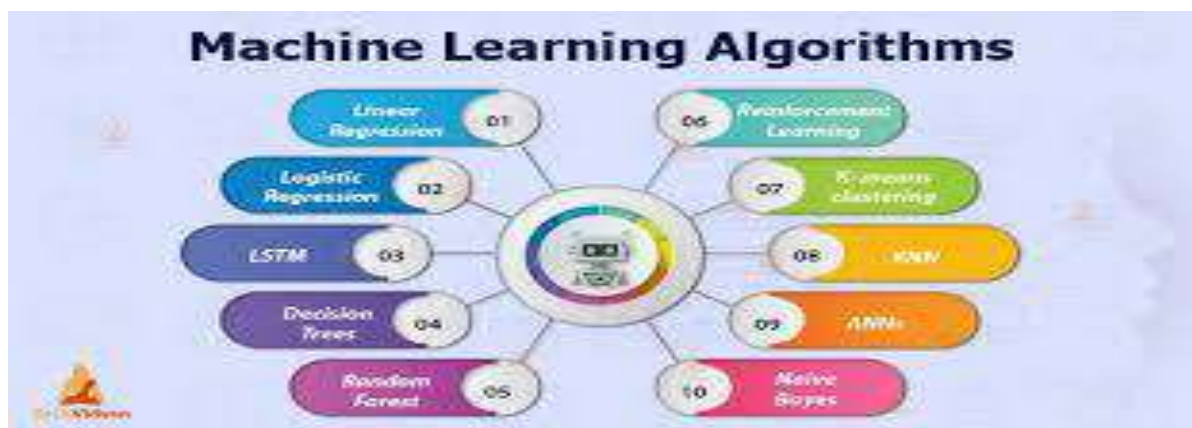 Machine Learning Algorithms
01
Linear
Regression
02
Logistic
Regression
03
LSTM
04
Decision
Trees
05
Random
Forest
06
Reinforcement
Learning
07
K-means
clustering
08
KNN
09
ANNs
10
Naive
Bayes